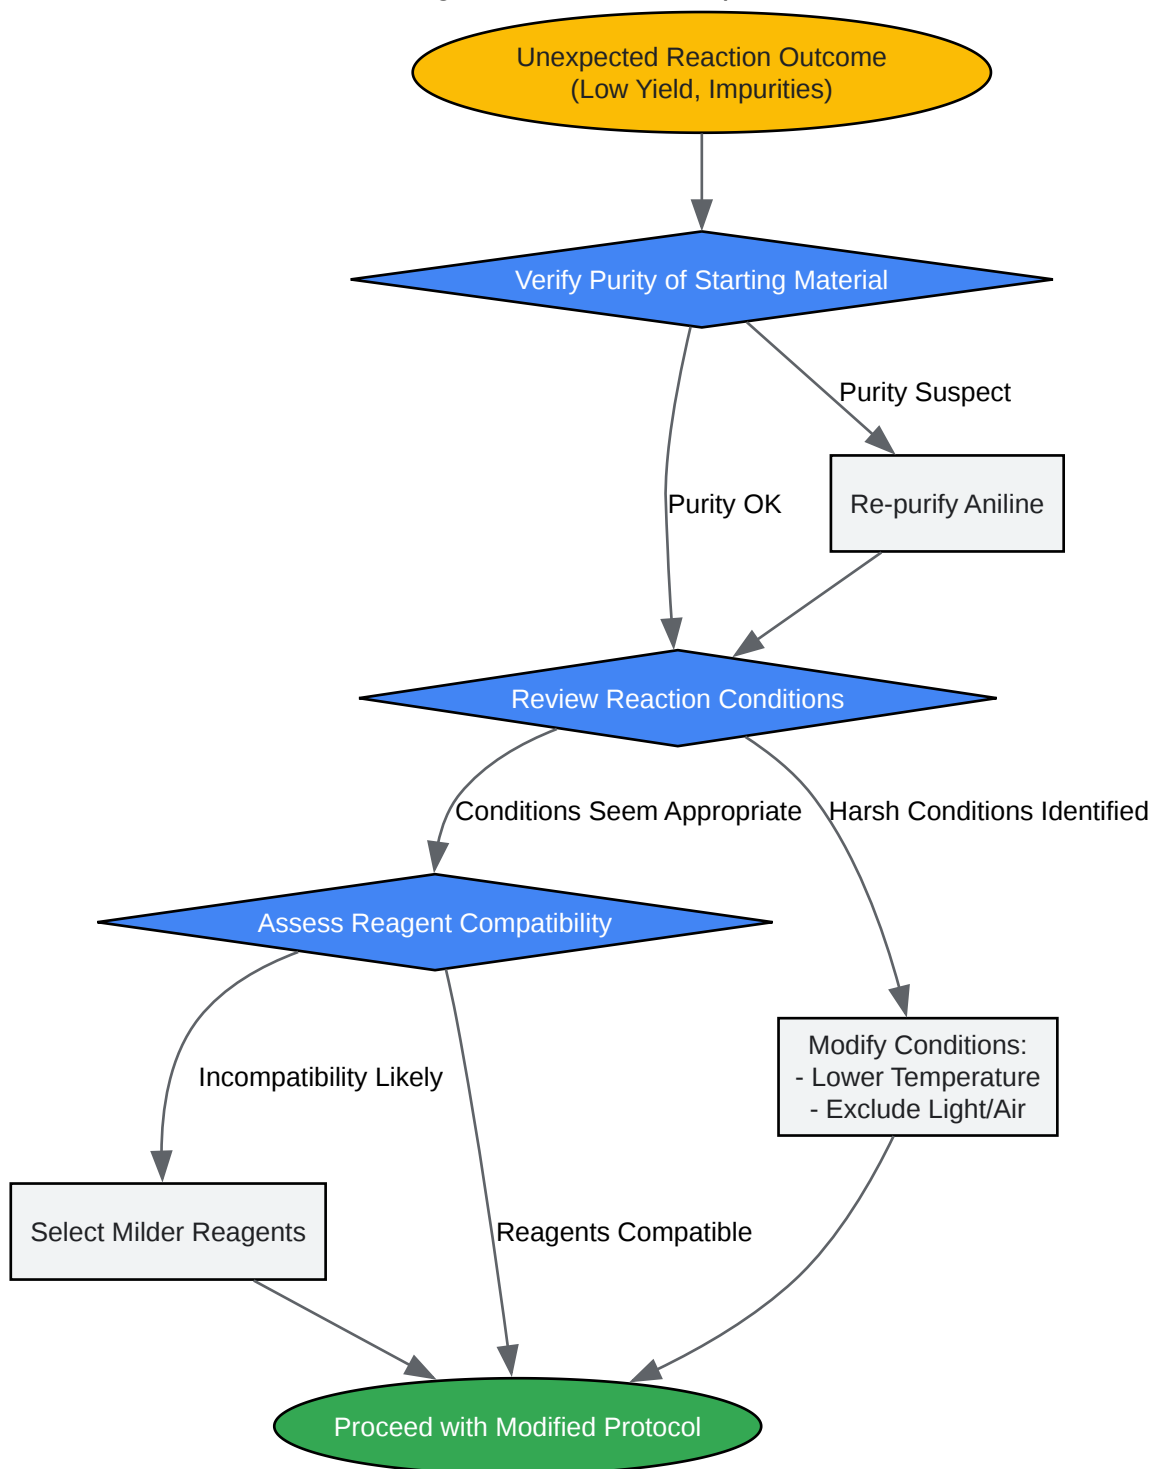 Unexpected Reaction Outcome
(Low Yield, Impurities)
Verify Purity of Starting Material
Purity Suspect
Purity OK
Re-purify Aniline
Review Reaction Conditions
Conditions Seem Appropriate
Harsh Conditions Identified
Assess Reagent Compatibility
Modify Conditions:
- Lower Temperature
- Exclude Light/Air
Incompatibility Likely
Select Milder Reagents
Reagents Compatible
Proceed with Modified Protocol